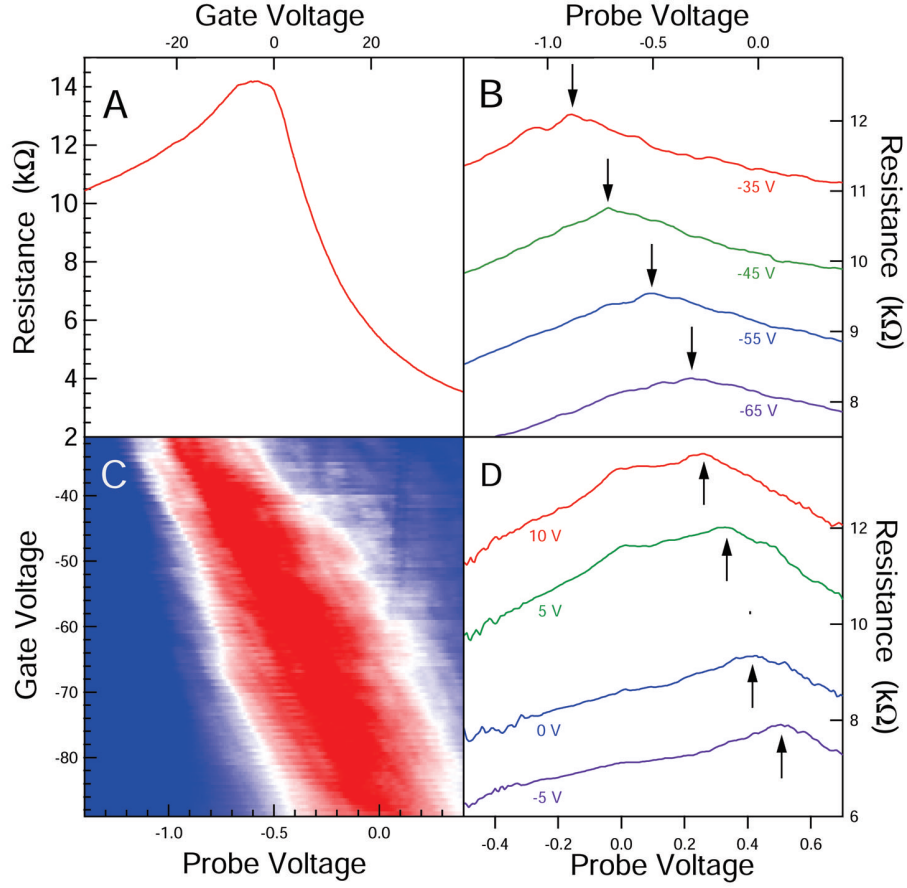 Gate Voltage
-20 0 20
Probe Voltage
-1.0 -0.5 0.0
A
Resistance (kΩ)
14
12
10
8
6
4
2
B
-35 V
-45 V
-55 V
-65 V
12
11
10
9
8
Resistance (kΩ)
C
Gate Voltage
-40
-50
-60
-70
-80
-1.0 -0.5 0.0
Probe Voltage
D
10 V
5 V
0 V
-5 V
12
10
8
6
Resistance (kΩ)
-0.4 -0.2 0.0 0.2 0.4 0.6
Probe Voltage